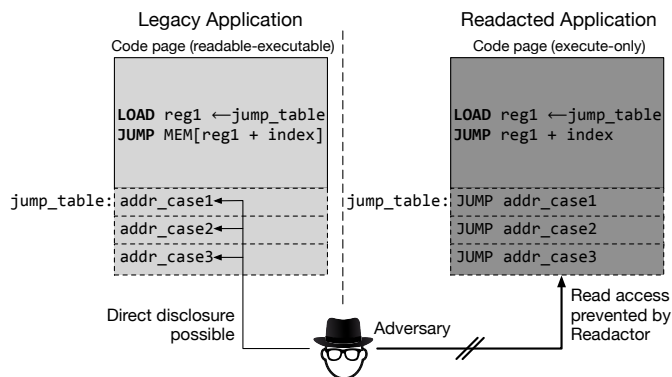 Legacy Application
Code page (readable-executable)
LOAD reg1 ←jump_table
JUMP MEM[reg1 + index]
jump_table:
addr_case1
addr_case2
addr_case3
Direct disclosure
possible
Readacted Application
Code page (execute-only)
LOAD reg1 ←jump_table
JUMP reg1 + index
jump_table:
JUMP addr_case1
JUMP addr_case2
JUMP addr_case3
Adversary
Read access
prevented by
Readactor